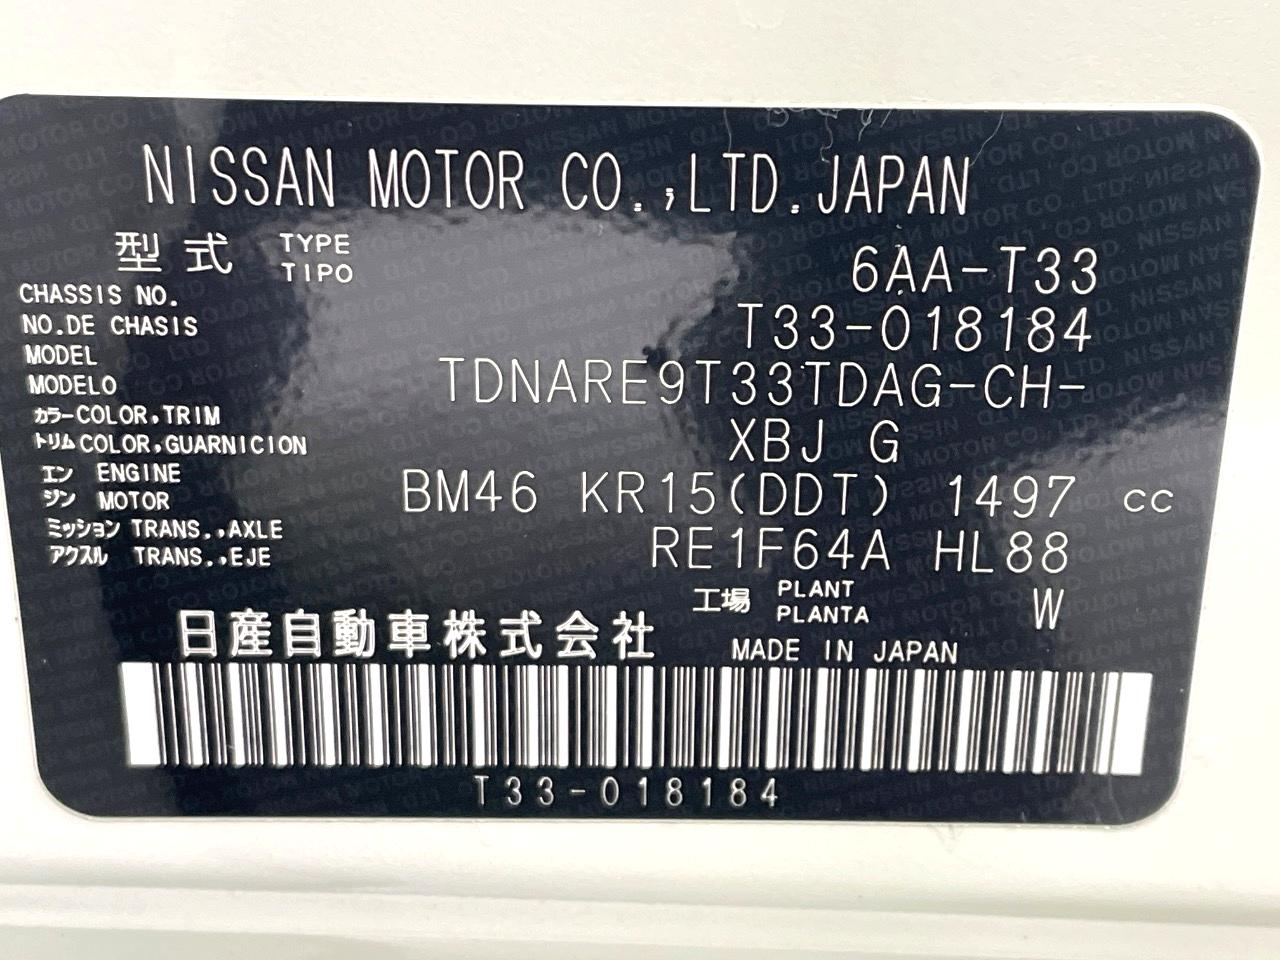 NISSAN MOTOR CO.,LTD.JAPAN
型式 TYPE TIPO 6AA-T33
CHASSIS NO.
NO.DE CHASIS T33-018184
MODEL
MODELO TDNARE9T33TDAG-CH-
カラー COLOR,TRIM
トリム COLOR,GUARNICION XBJ G
エン ENGINE
ジン MOTOR BM46 KR15(DDT) 1497 cc
ミッション TRANS.,AXLE
アクスル TRANS.,EJE RE1F64A HL88
工場 PLANT PLANTA W
日産自動車株式会社 MADE IN JAPAN
T33-018184